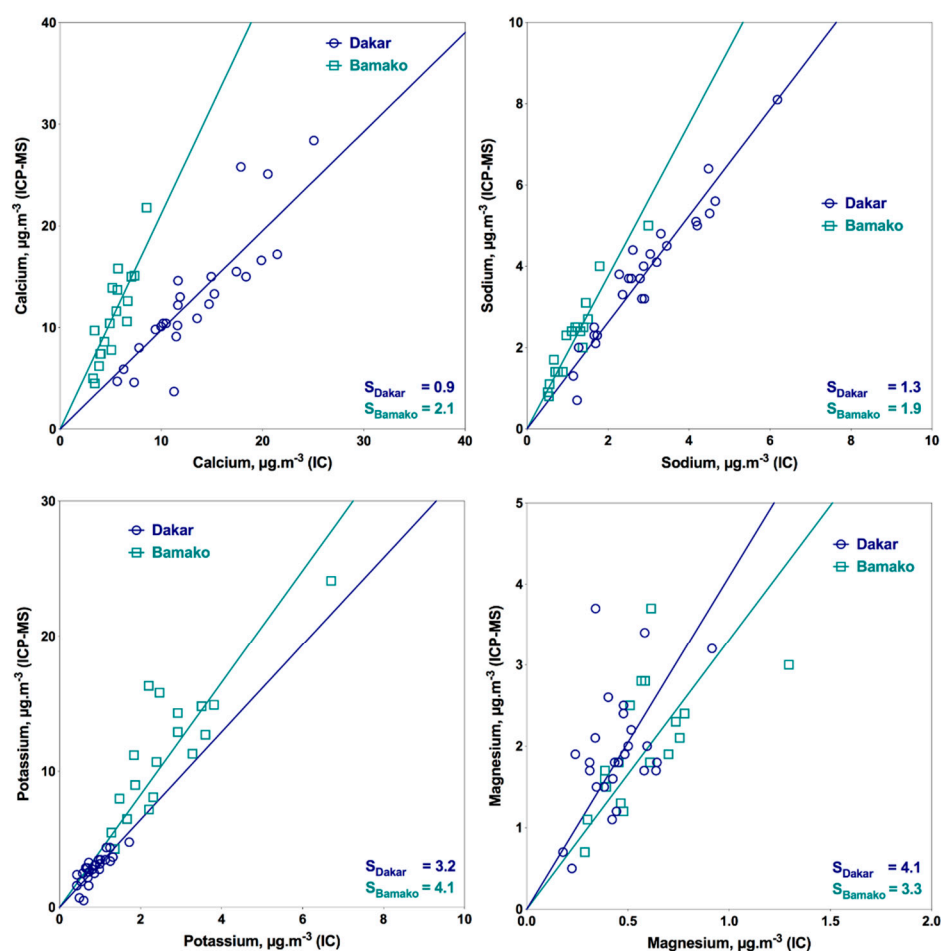 40
30
20
10
0
0
10
20
30
40
Calcium, µg.m⁻³ (ICP-MS)
Calcium, µg.m⁻³ (IC)
Dakar
Bamako
S_Dakar = 0.9
S_Bamako = 2.1
10
8
6
4
2
0
0
2
4
6
8
10
Sodium, µg.m⁻³ (ICP-MS)
Sodium, µg.m⁻³ (IC)
Dakar
Bamako
S_Dakar = 1.3
S_Bamako = 1.9
30
20
10
0
0
2
4
6
8
10
Potassium, µg.m⁻³ (ICP-MS)
Potassium, µg.m⁻³ (IC)
Dakar
Bamako
S_Dakar = 3.2
S_Bamako = 4.1
5
4
3
2
1
0
0.0
0.5
1.0
1.5
2.0
Magnesium, µg.m⁻³ (ICP-MS)
Magnesium, µg.m⁻³ (IC)
Dakar
Bamako
S_Dakar = 4.1
S_Bamako = 3.3